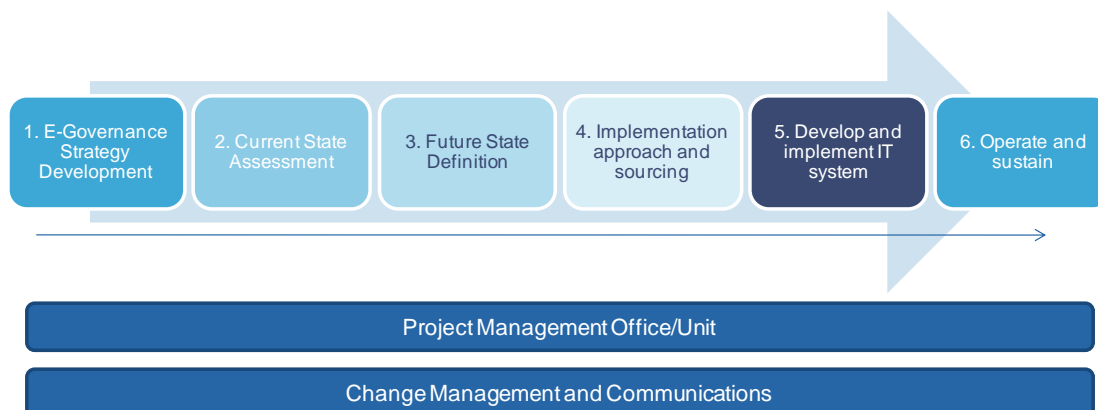 1. E-Governance
Strategy
Development
2. Current State
Assessment
3. Future State
Definition
4. Implementation
approach and
sourcing
5. Develop and
implement IT
system
6. Operate and
sustain
Project Management Office/Unit
Change Management and Communications